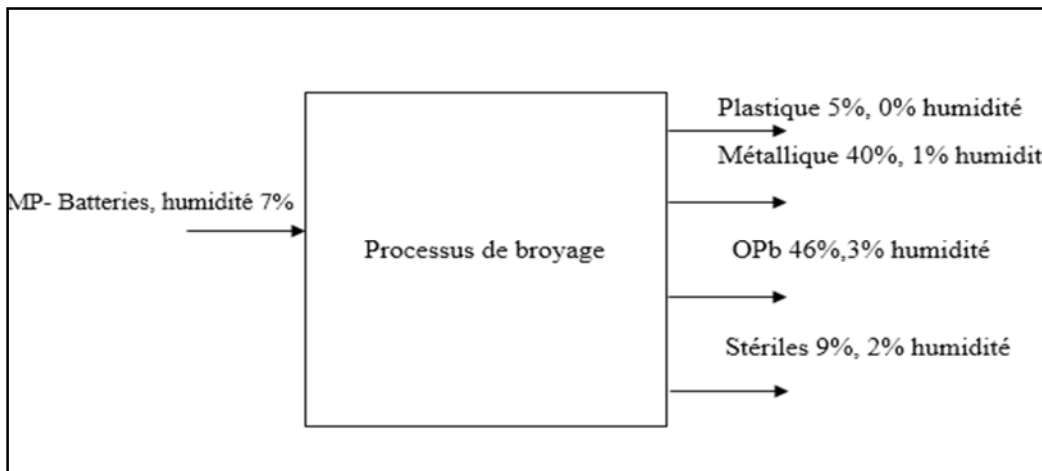 Plastique 5%, 0% humidité
Métallique 40%, 1% humidit
MP- Batteries, humidité 7%
Processus de broyage
OPb 46%,3% humidité
Stériles 9%, 2% humidité